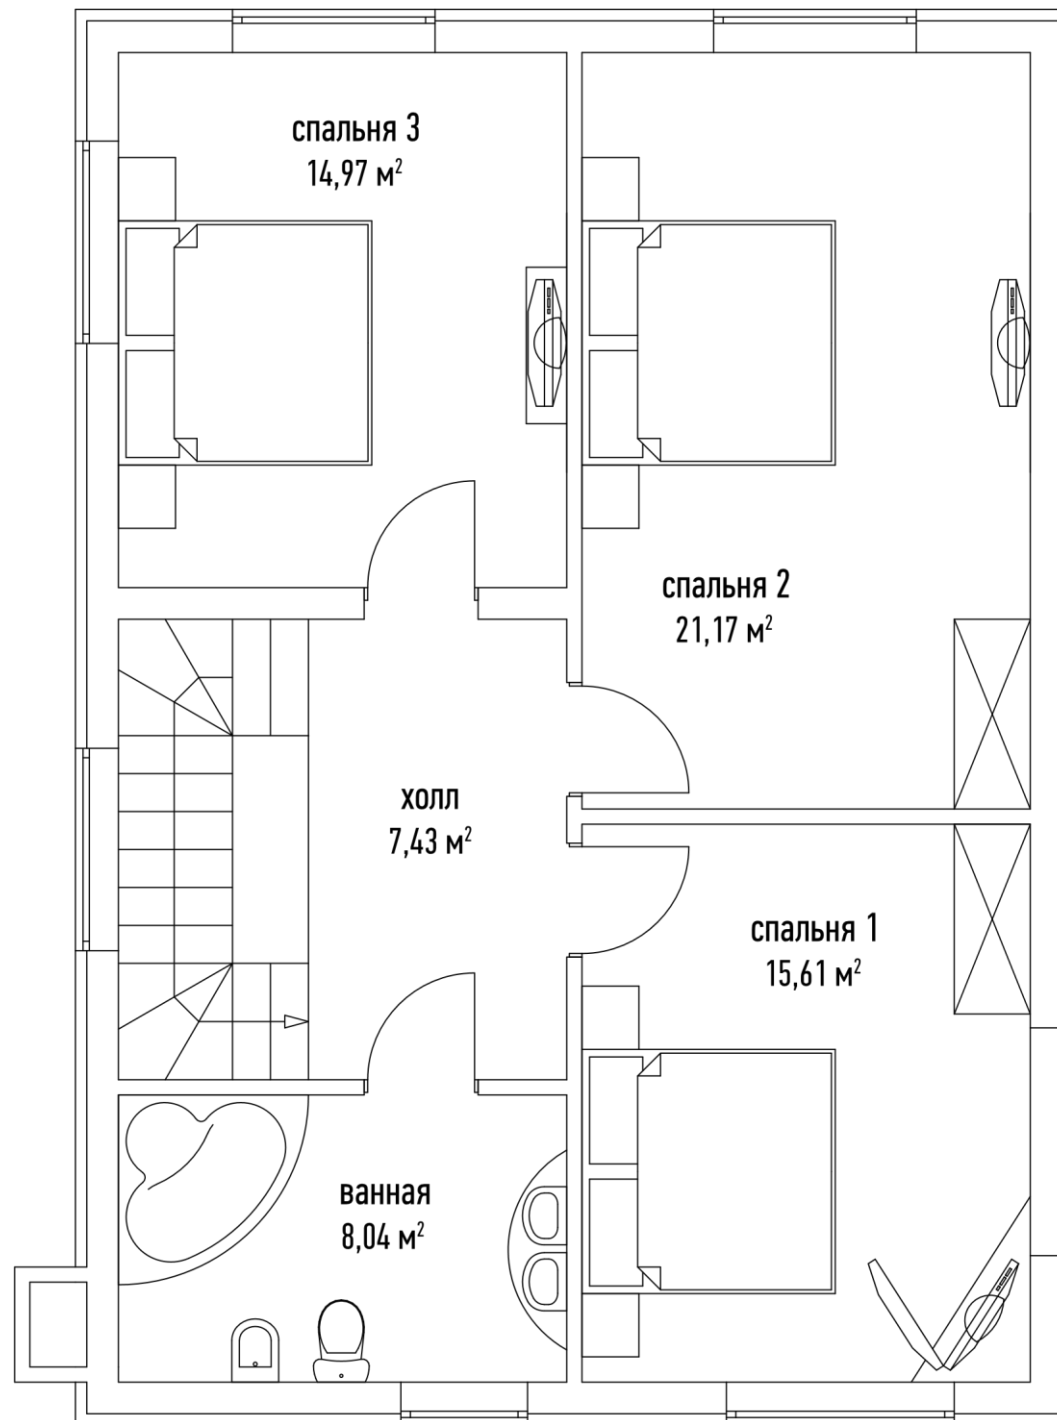 спальня 3
14,97 м²
спальня 2
21,17 м²
холл
7,43 м²
спальня 1
15,61 м²
ванная
8,04 м²